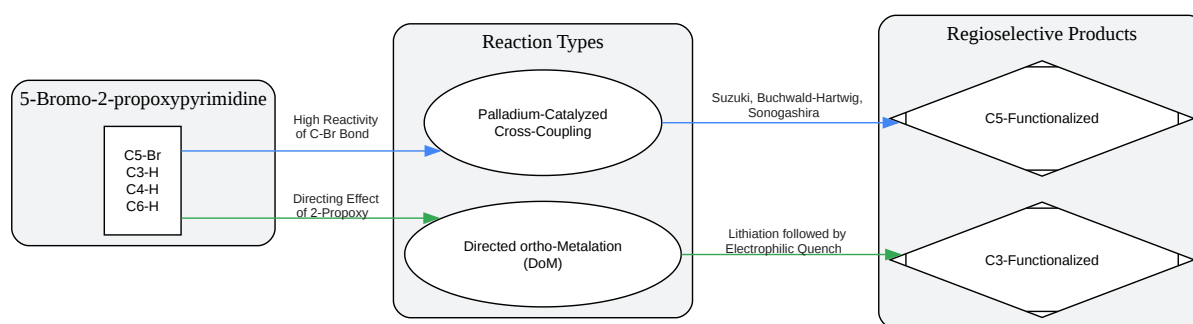 5-Bromo-2-propoxypyrimidine
C5-Br
C3-H
C4-H
C6-H
High Reactivity
of C-Br Bond
Directing Effect
of 2-Propoxy
Reaction Types
Palladium-Catalyzed
Cross-Coupling
Directed ortho-Metalation
(DoM)
Suzuki, Buchwald-Hartwig,
Sonogashira
Lithiation followed by
Electrophilic Quench
Regioselective Products
C5-Functionalized
C3-Functionalized